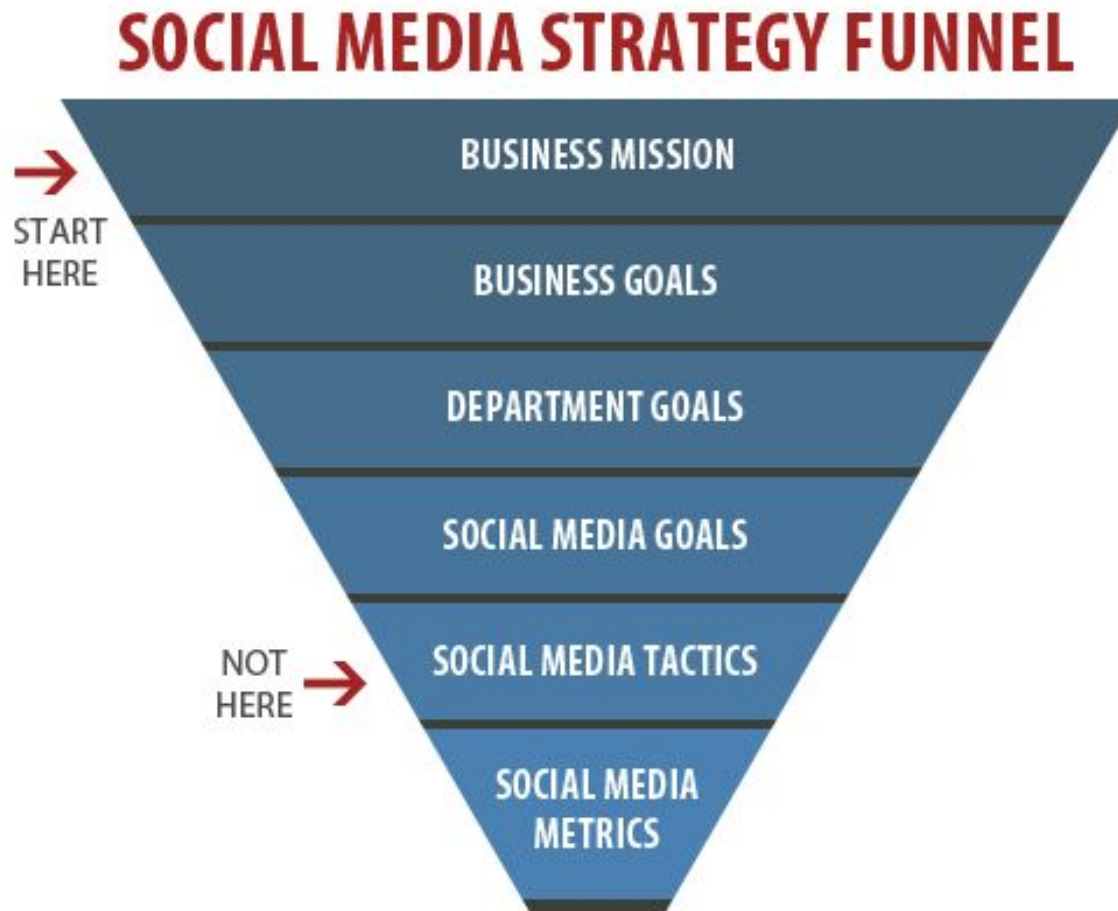 SOCIAL MEDIA STRATEGY FUNNEL
BUSINESS MISSION
START
HERE
BUSINESS GOALS
DEPARTMENT GOALS
SOCIAL MEDIA GOALS
NOT
HERE
SOCIAL MEDIA TACTICS
SOCIAL MEDIA
METRICS